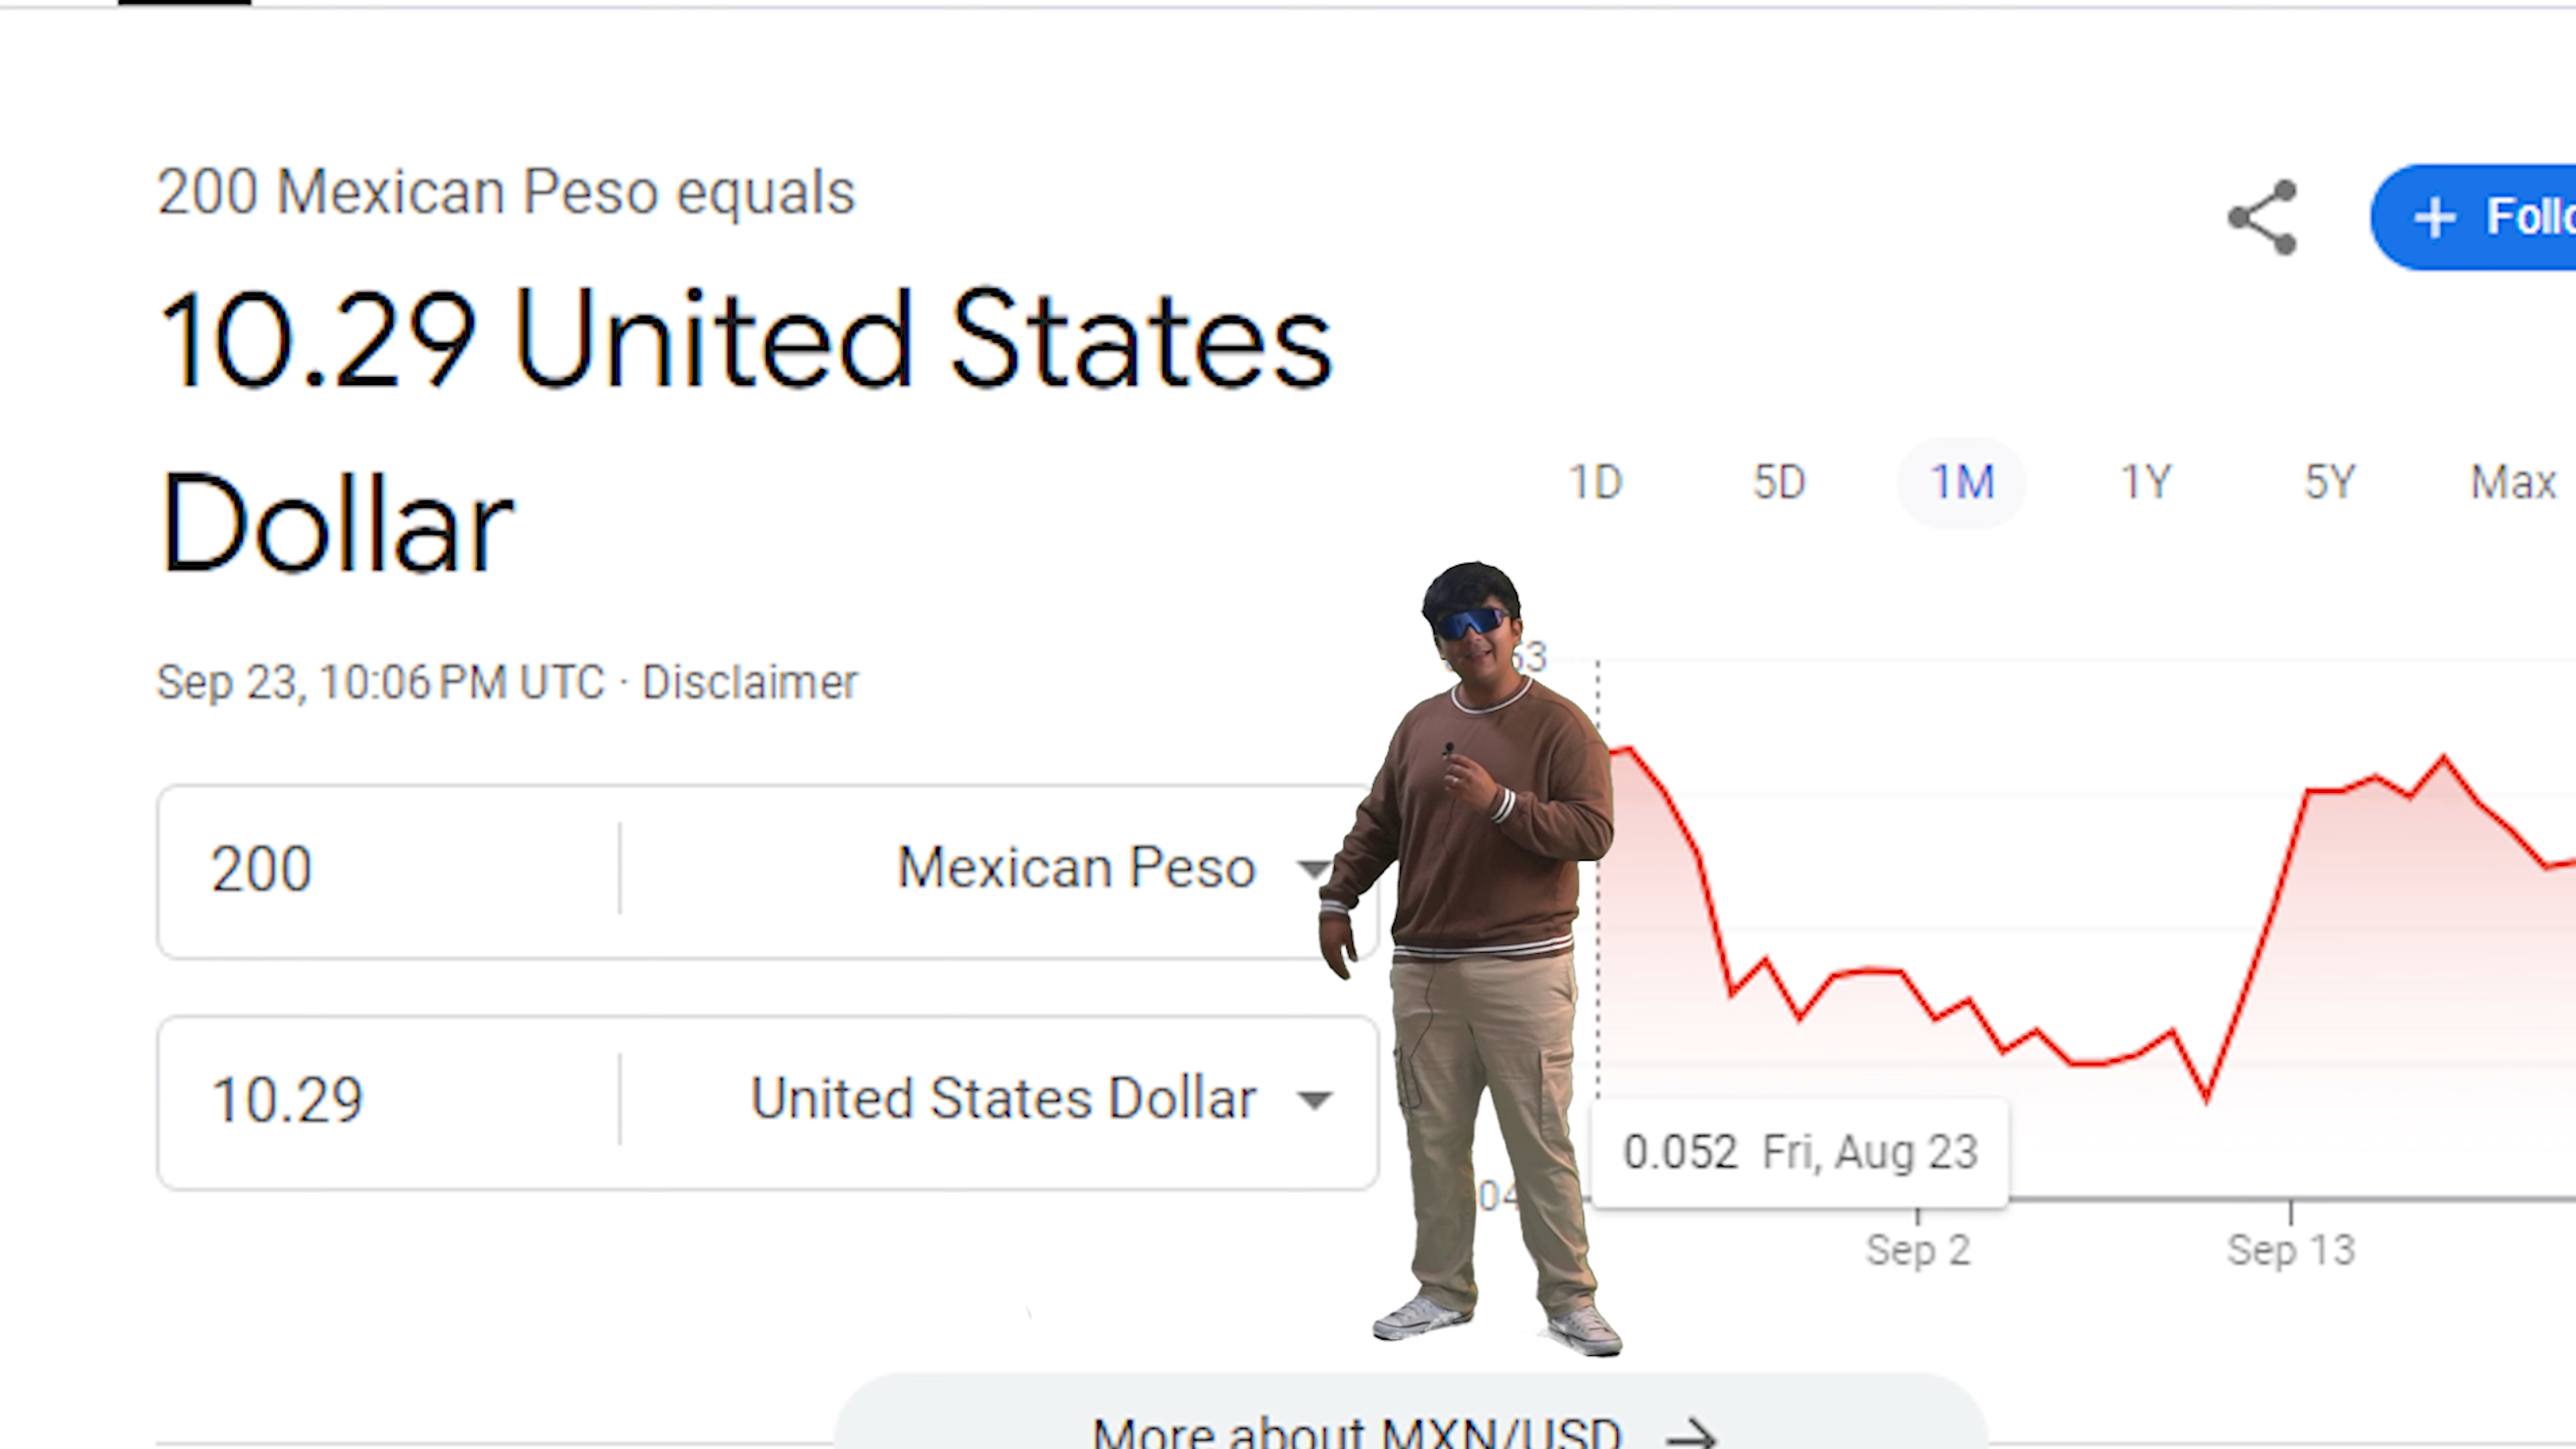 200 Mexican Peso equals
10.29 United States
Dollar
Sep 23, 10:06 PM UTC · Disclaimer
200 Mexican Peso
10.29 United States Dollar
+
1D 5D 1M 1Y 5Y Max
0.052 Fri, Aug 23
Sep 2 Sep 13
More about MXN/USD →